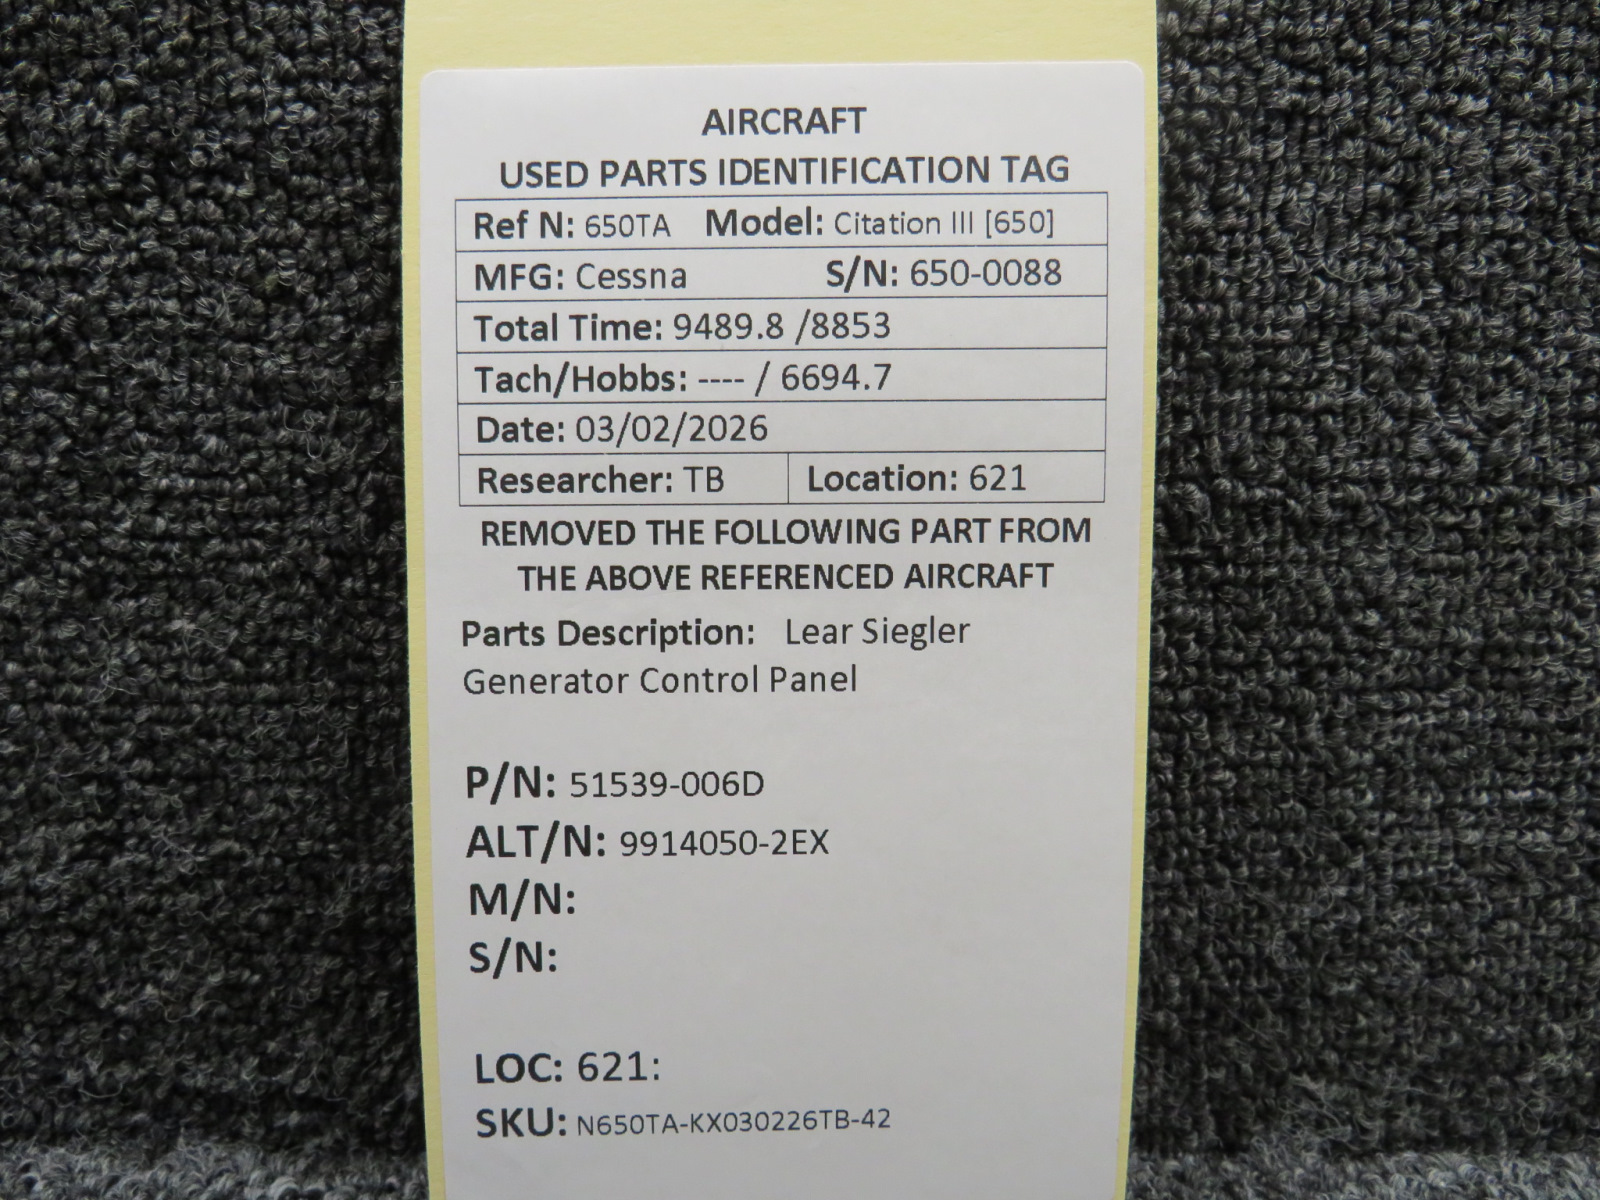 AIRCRAFT
USED PARTS IDENTIFICATION TAG
Ref N: 650TA Model: Citation III [650]
MFG: Cessna S/N: 650-0088
Total Time: 9489.8 /8853
Tach/Hobbs: ---- / 6694.7
Date: 03/02/2026
Researcher: TB Location: 621
REMOVED THE FOLLOWING PART FROM
THE ABOVE REFERENCED AIRCRAFT
Parts Description: Lear Siegler
Generator Control Panel
P/N: 51539-006D
ALT/N: 9914050-2EX
M/N:
S/N:
LOC: 621:
SKU: N650TA-KX030226TB-42